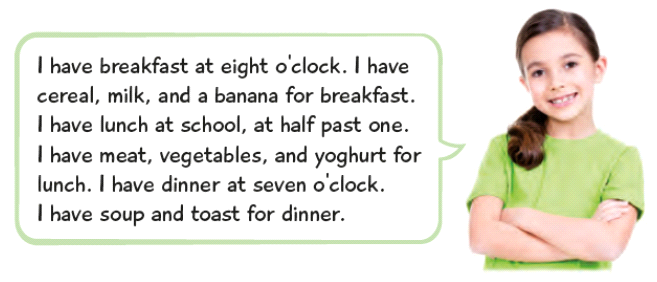 I have breakfast at eight o'clock. I have
cereal, milk, and a banana for breakfast.
I have lunch at school, at half past one.
I have meat, vegetables, and yoghurt for
lunch. I have dinner at seven o'clock.
I have soup and toast for dinner.